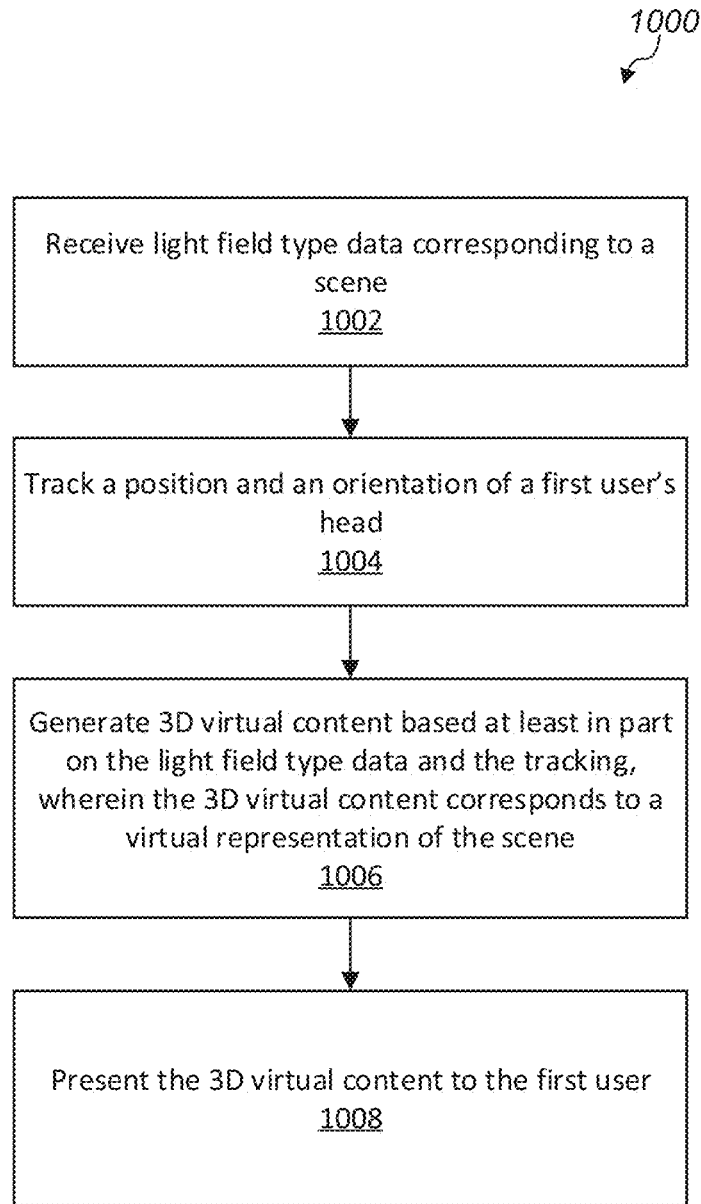 1000
Receive light field type data corresponding to a
scene
1002
Track a position and an orientation of a first user's
head
1004
Generate 3D virtual content based at least in part
on the light field type data and the tracking,
wherein the 3D virtual content corresponds to a
virtual representation of the scene
1006
Present the 3D virtual content to the first user
1008